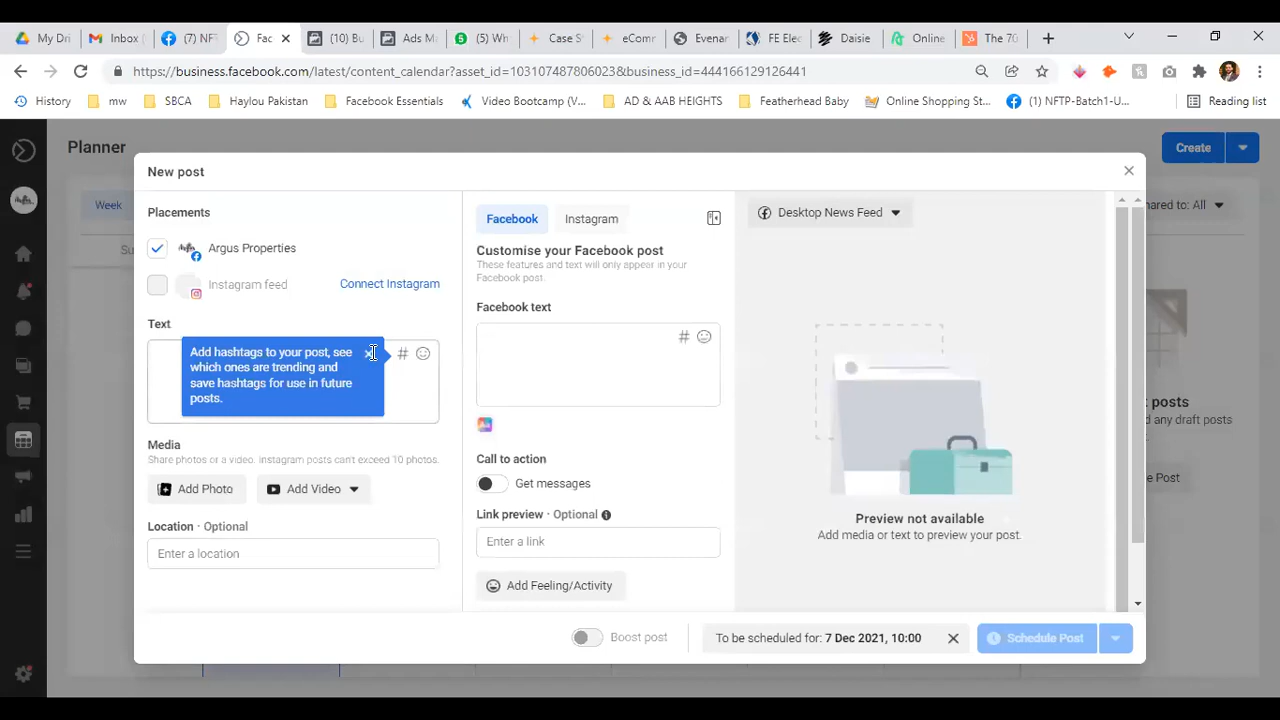 My Dri
Inbox (
(7) NFT
Fac
(10) Bu
Ads Ma
(5) Wh
Case S
eComr
Evenar
FE Elec
Daisie
Online
The 70
https://business.facebook.com/latest/content_calendar?asset_id=103107487806023&business_id=444166129126441
History
mw
SBCA
Haylou Pakistan
Facebook Essentials
Video Bootcamp (V...
AD & AAB HEIGHTS
Featherhead Baby
Online Shopping St...
(1) NFTP-Batch1-U...
Reading list
Planner
Create
New post
Week
Su
Placements
Argus Properties
Instagram feed
Connect Instagram
Text
Add hashtags to your post, see
which ones are trending and
save hashtags for use in future
posts.
Media
Share photos or a video. Instagram posts can't exceed 10 photos.
Add Photo
Add Video
Location · Optional
Enter a location
Facebook
Instagram
Customise your Facebook post
These features and text will only appear in your
Facebook post.
Facebook text
Call to action
Get messages
Link preview · Optional
Enter a link
Add Feeling/Activity
Desktop News Feed
Preview not available
Add media or text to preview your post.
hared to: All
posts
any draft posts
e Post
Boost post
To be scheduled for: 7 Dec 2021, 10:00
Schedule Post